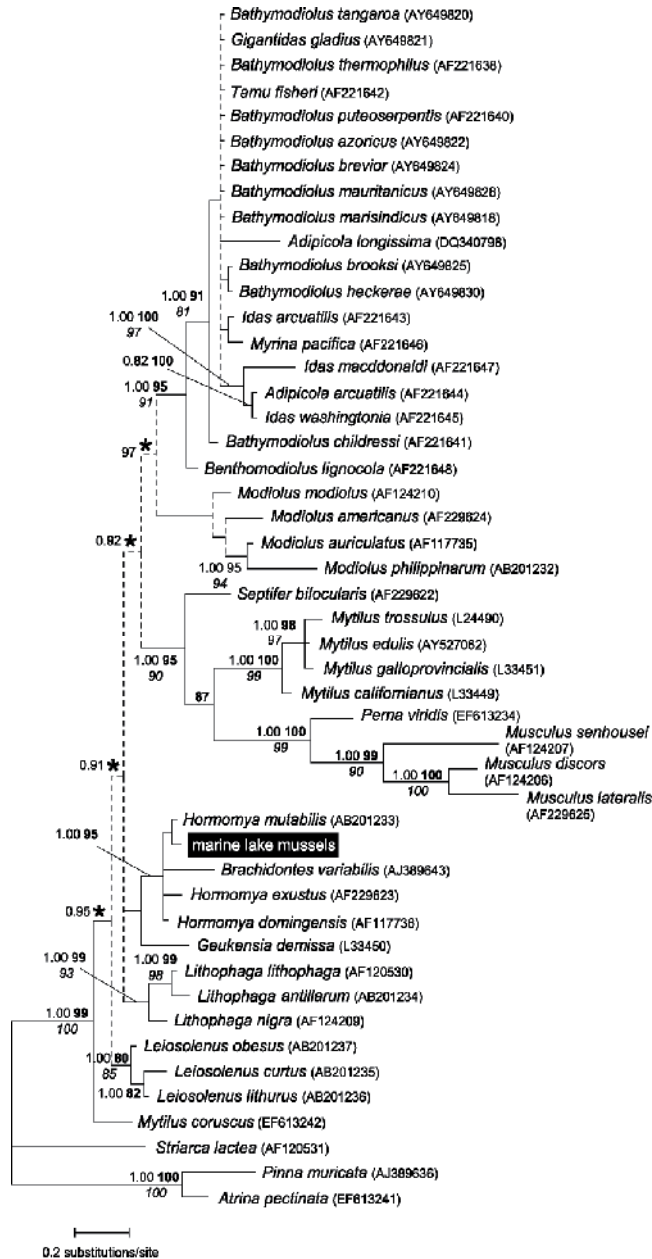 Bathymodiolus tangaroa (AY649820)
Gigantidas gladius (AY649821)
Bathymodiolus thermophilus (AF221638)
Tamu fisheri (AF221642)
Bathymodiolus puteoserpentis (AF221640)
Bathymodiolus azoricus (AY649822)
Bathymodiolus brevior (AY649824)
Bathymodiolus mauritanicus (AY649828)
Bathymodiolus marisindicus (AY649818)
Adipicola longissima (DQ340798)
Bathymodiolus brooksi (AY649825)
Bathymodiolus heckerae (AY649830)
1.00 91
81
Idas arcuatilis (AF221643)
1.00 100
97
Myrina pacifica (AF221646)
0.82 100
Idas macddonaldi (AF221647)
1.00 95
91
Adipicola arcuatilis (AF221644)
Idas washingtonia (AF221645)
97 *
Bathymodiolus childressi (AF221641)
Benthomodiolus lignocola (AF221648)
Modiolus modiolus (AF124210)
Modiolus americanus (AF229624)
0.92 *
Modiolus auriculatus (AF117735)
1.00 95
94
Modiolus philippinarum (AB201232)
Septifer bilocularis (AF229622)
1.00 98
97
Mytilus trossulus (L24490)
Mytilus edulis (AY527062)
1.00 95
90
1.00 100
99
Mytilus galloprovincialis (L33451)
87
Mytilus californianus (L33449)
Perna viridis (EF613234)
1.00 100
99
Musculus senhousei
(AF124207)
1.00 99
90
Musculus discors
(AF124206)
0.91 *
1.00 100
100
Musculus lateralis
(AF229625)
Hormomya mutabilis (AB201233)
1.00 95
marine lake mussels
Brachidontes variabilis (AJ389643)
Hormomya exustus (AF229623)
0.95 *
Hormomya domingensis (AF117736)
Geukensia demissa (L33450)
1.00 99
93
1.00 99
98
Lithophaga lithophaga (AF120530)
Lithophaga antillarum (AB201234)
1.00 99
100
Lithophaga nigra (AF124209)
Leiosolenus obesus (AB201237)
1.00 80
85
Leiosolenus curtus (AB201235)
1.00 82
Leiosolenus lithurus (AB201236)
Mytilus coruscus (EF613242)
Striarca lactea (AF120531)
1.00 100
100
Pinna muricata (AJ389636)
Atrina pectinata (EF613241)
0.2 substitutions/site